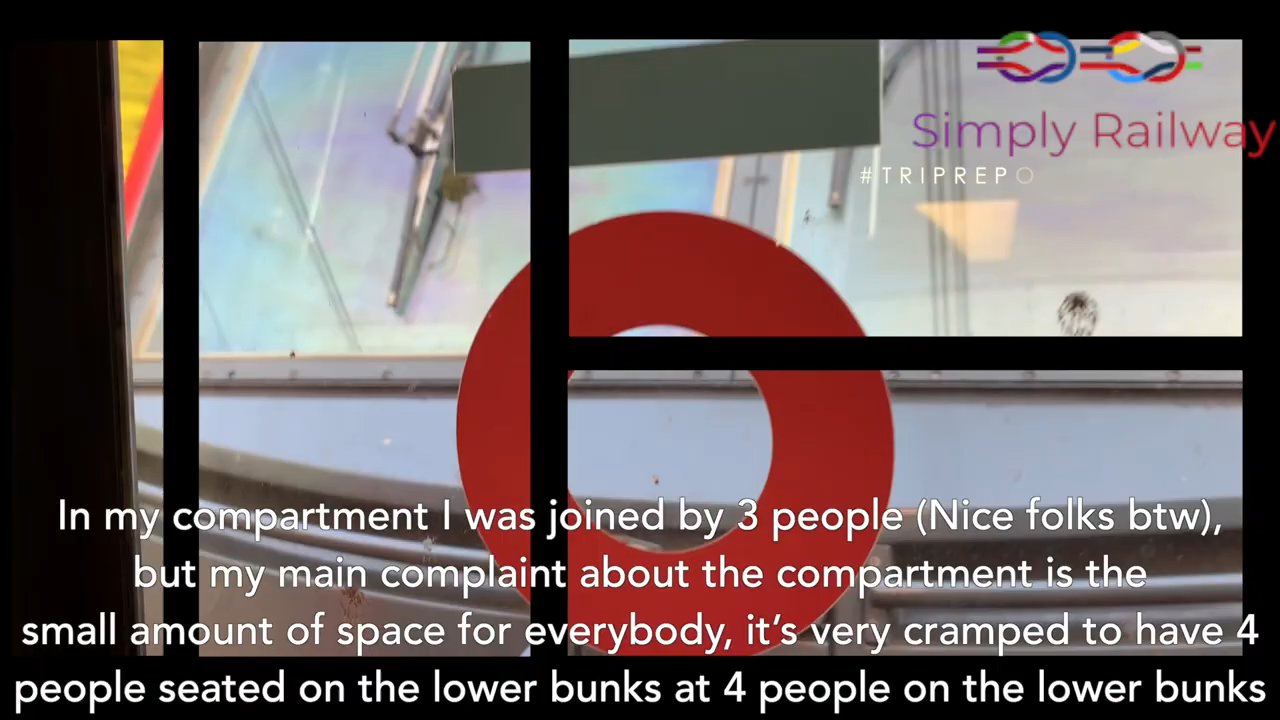 Simply Railway
#TRIPREPO
In my compartment I was joined by 3 people (Nice folks btw),
but my main complaint about the compartment is the
small amount of space for everybody, it’s very cramped to have 4
people seated on the lower bunks at 4 people on the lower bunks